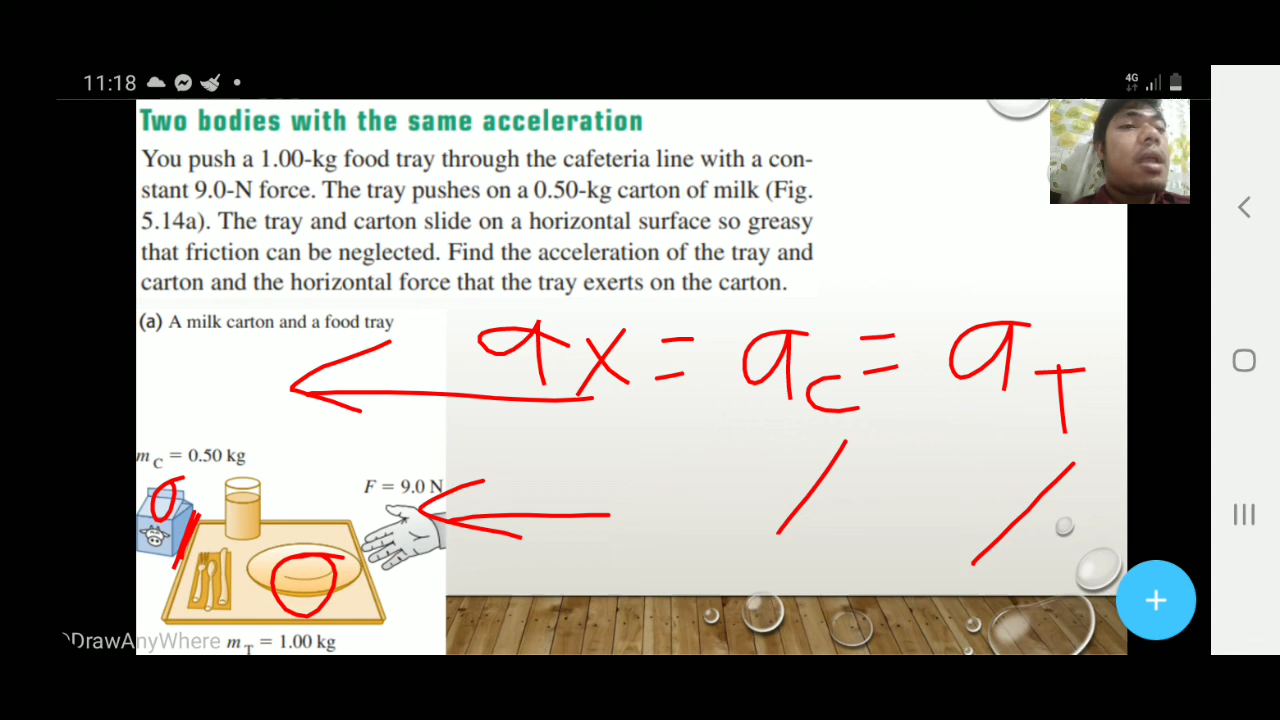 11:18
4G
Two bodies with the same acceleration
You push a 1.00-kg food tray through the cafeteria line with a con-
stant 9.0-N force. The tray pushes on a 0.50-kg carton of milk (Fig.
5.14a). The tray and carton slide on a horizontal surface so greasy
that friction can be neglected. Find the acceleration of the tray and
carton and the horizontal force that the tray exerts on the carton.
(a) A milk carton and a food tray
ax = aC = aT
mC = 0.50 kg
F = 9.0 N
DrawAnyWhere mT = 1.00 kg